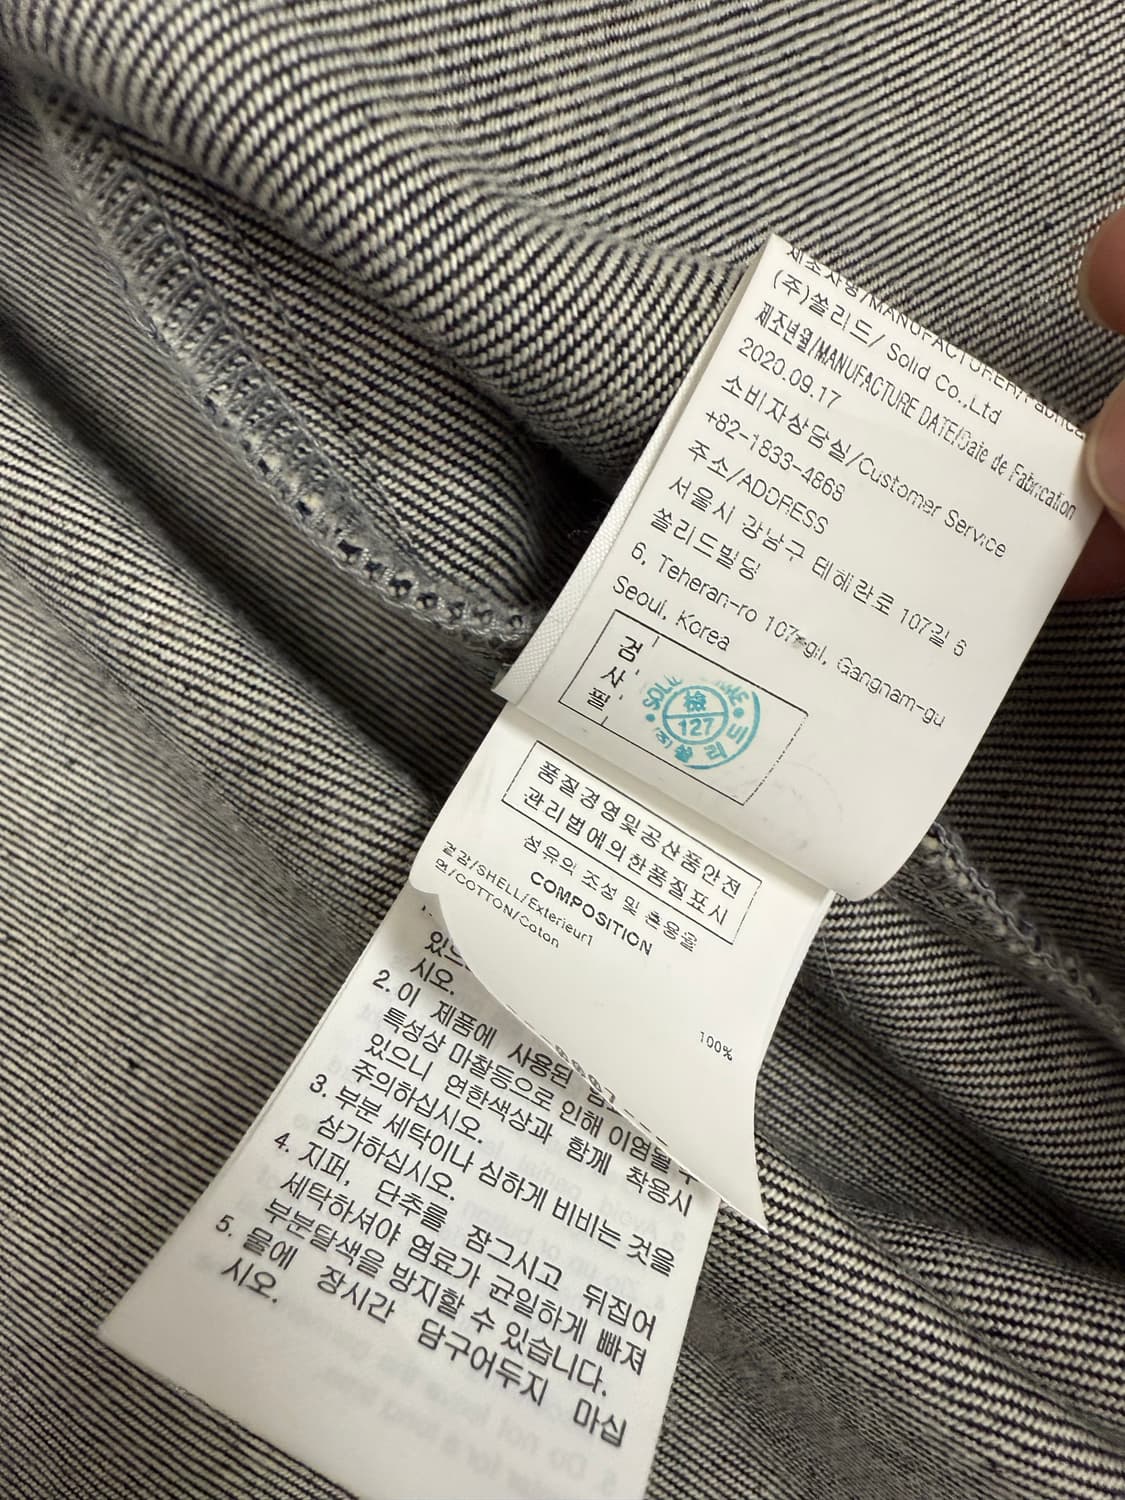 (주)쏠리드/ Solid Co.,Ltd
제조년월/MANUFACTURE DATE/Date de Fabrication
2020.09.17
소비자상담실/Customer Service
+82-1833-4868
주소/ADDRESS
서울시 강남구 테헤란로 107길 6
쏠리드빌딩
6, Teheran-ro 107-gil, Gangnam-gu
Seoul, Korea
검사필
檢
127
(주)쏠리드
품질경영및공산품안전
관리법에의한품질표시
섬유의 조성 및 혼용율
COMPOSITION
겉감/SHELL/Exterieur1
면/COTTON/Coton
100%
시오.
2. 이 제품에 사용된
특성상 마찰등으로 인해 이염될 수
있으니 연한색상과 함께 착용시
주의하십시오.
3. 부분 세탁이나 심하게 비비는 것을
삼가하십시오.
4. 지퍼, 단추를 잠그시고 뒤집어
세탁하셔야 염료가 균일하게 빠져
부분탈색을 방지할 수 있습니다.
5. 물에 장시간 담구어두지 마십
시오.